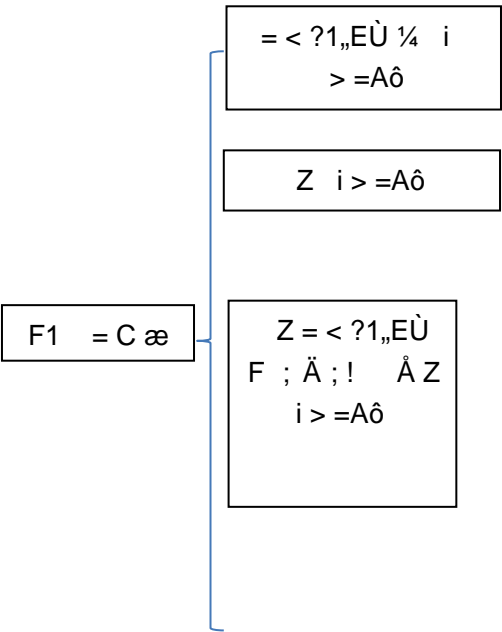 = < ?1„EÙ ¼ i
> =Aô
Z i > =Aô
F1 = C æ
Z = < ?1„EÙ
F ; Ä ; ! Å Z
i > =Aô